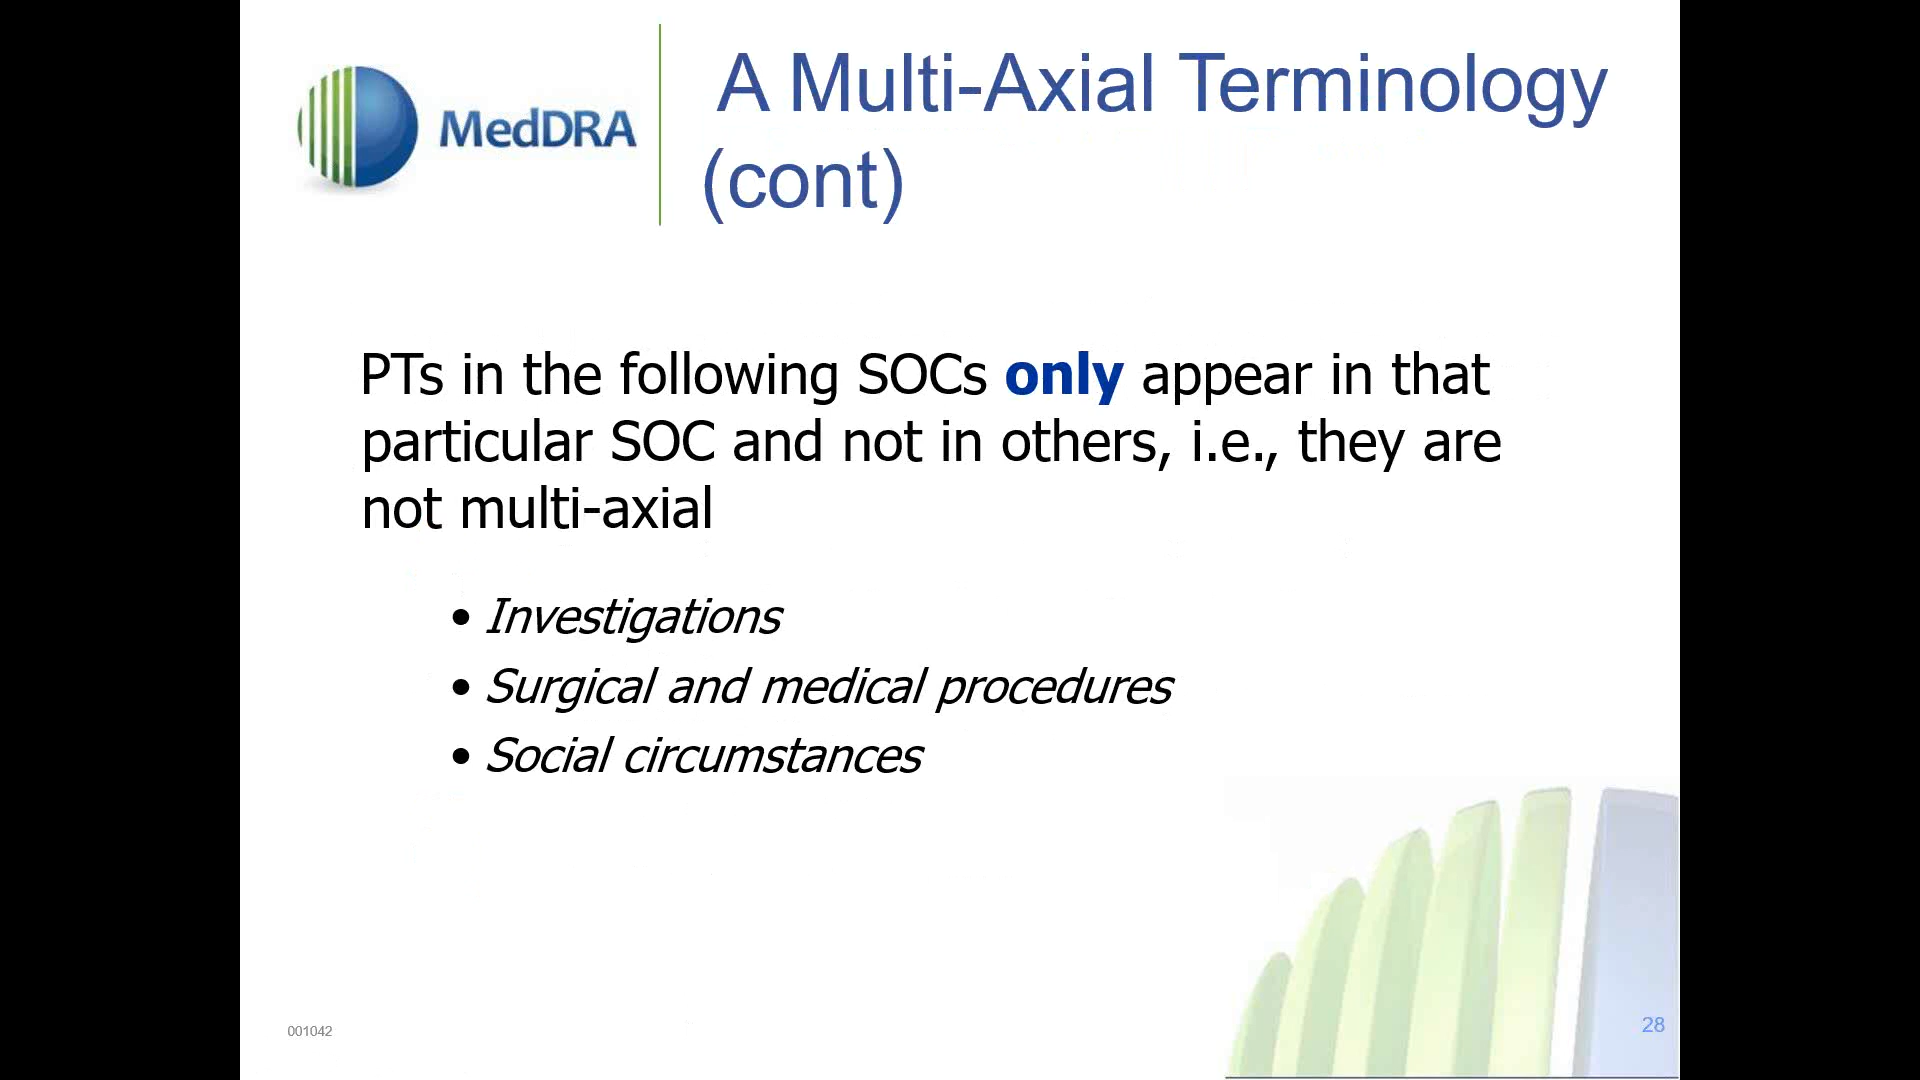 MedDRA
A Multi-Axial Terminology
(cont)
PTs in the following SOCs only appear in that
particular SOC and not in others, i.e., they are
not multi-axial
• Investigations
• Surgical and medical procedures
• Social circumstances
001042
28